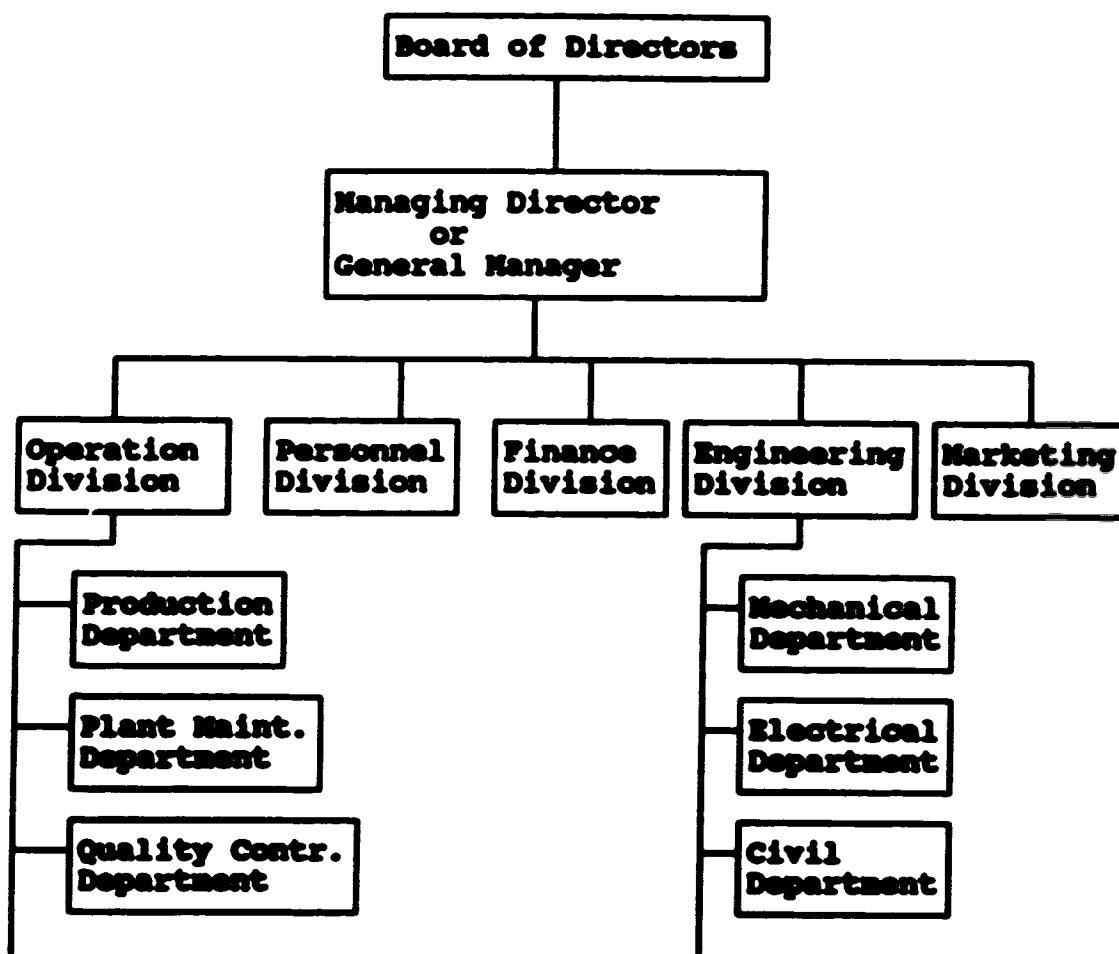 Board of Directors
Managing Director
or
General Manager
Operation
Division
Personnel
Division
Finance
Division
Engineering
Division
Marketing
Division
Production
Department
Mechanical
Department
Plant Maint.
Department
Electrical
Department
Quality Contr.
Department
Civil
Department